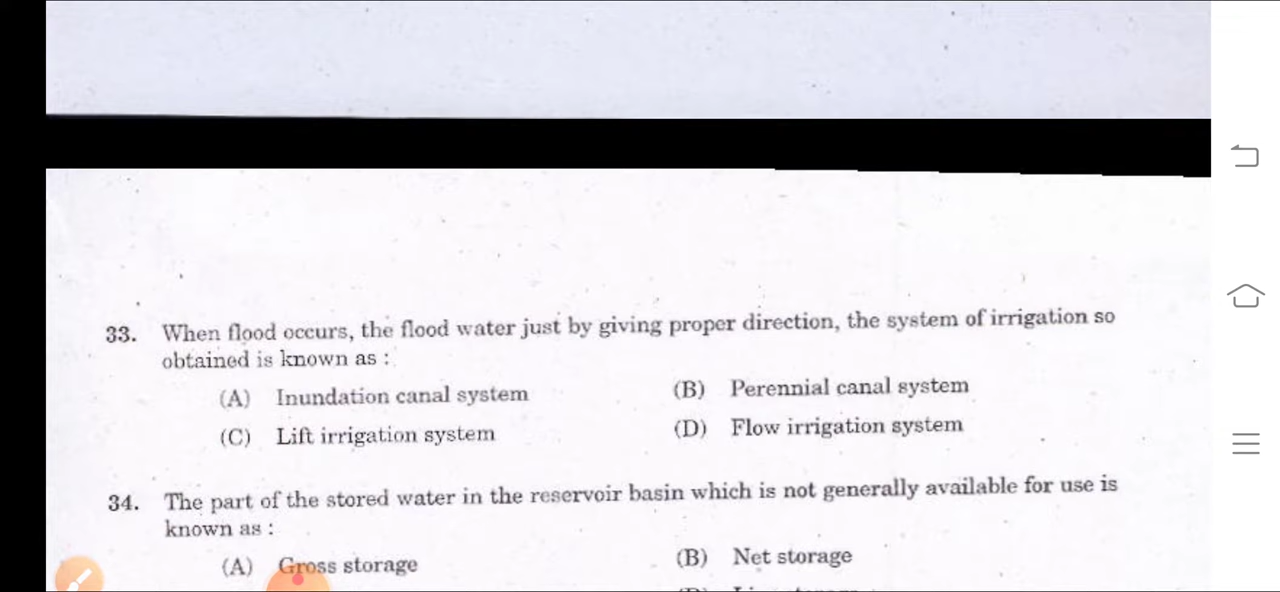 33. When flood occurs, the flood water just by giving proper direction, the system of irrigation so
obtained is known as :
(A) Inundation canal system (B) Perennial canal system
(C) Lift irrigation system (D) Flow irrigation system
34. The part of the stored water in the reservoir basin which is not generally available for use is
known as :
(A) Gross storage (B) Net storage